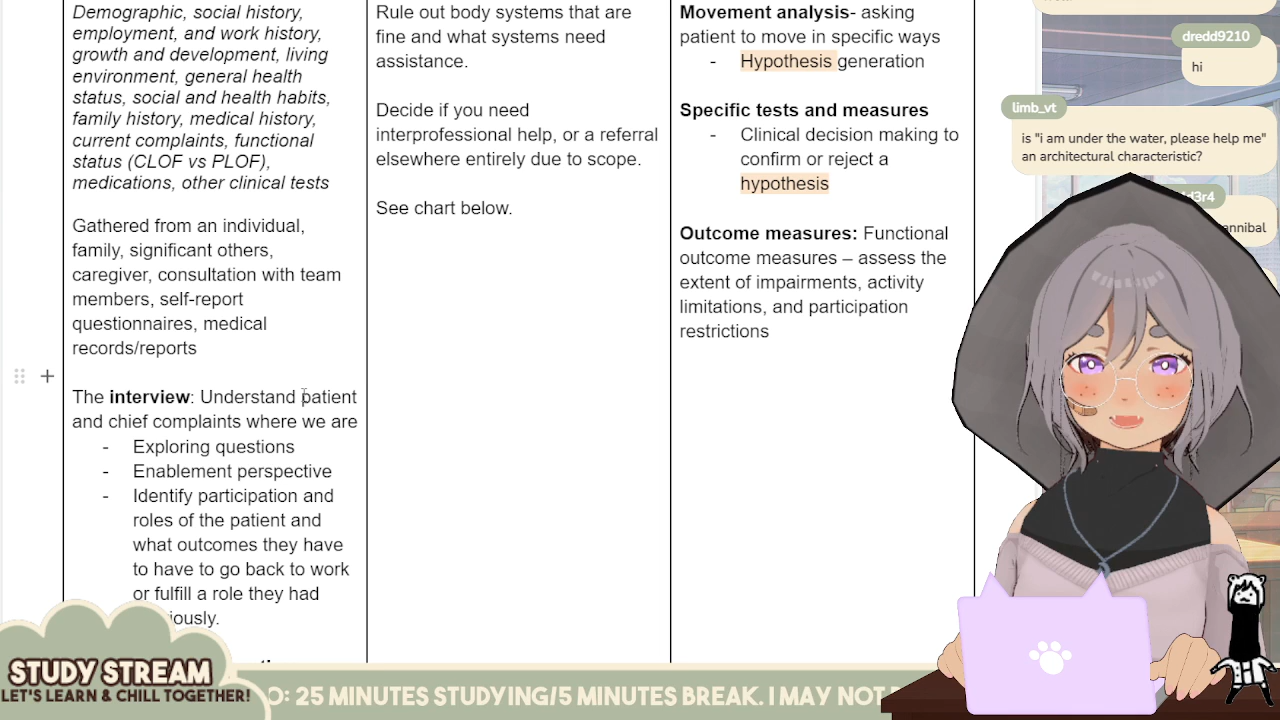 Demographic, social history,
employment, and work history,
growth and development, living
environment, general health
status, social and health habits,
family history, medical history,
current complaints, functional
status (CLOF vs PLOF),
medications, other clinical tests
Gathered from an individual,
family, significant others,
caregiver, consultation with team
members, self-report
questionnaires, medical
records/reports
The interview: Understand patient
and chief complaints where we are
- Exploring questions
- Enablement perspective
- Identify participation and
roles of the patient and
what outcomes they have
to have to go back to work
or fulfill a role they had
Rule out body systems that are
fine and what systems need
assistance.
Decide if you need
interprofessional help, or a referral
elsewhere entirely due to scope.
See chart below.
Movement analysis- asking
patient to move in specific ways
- Hypothesis generation
Specific tests and measures
- Clinical decision making to
confirm or reject a
hypothesis
Outcome measures: Functional
outcome measures – assess the
extent of impairments, activity
limitations, and participation
restrictions
dredd9210
hi
limb_vt
is "i am under the water, please help me"
an architectural characteristic?
STUDY STREAM
LET'S LEARN & CHILL TOGETHER!
O: 25 MINUTES STUDYING/5 MINUTES BREAK. I MAY NOT